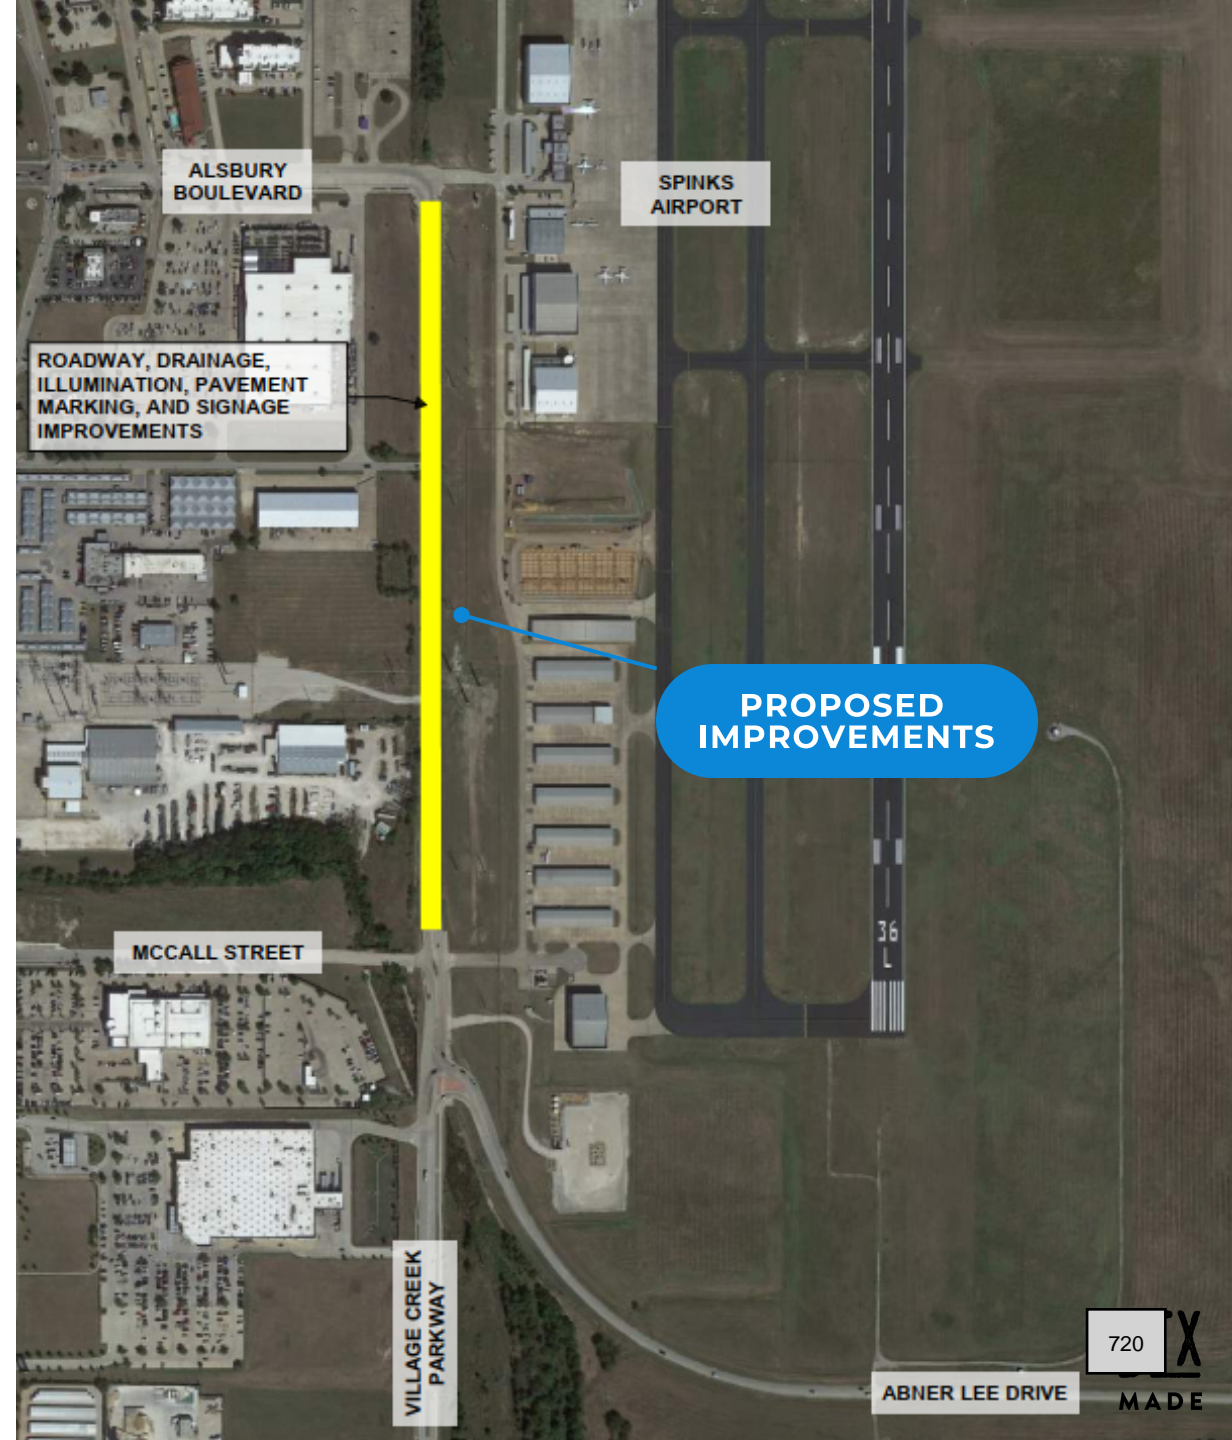 ALSBURY
BOULEVARD
SPINKS
AIRPORT
ROADWAY, DRAINAGE,
ILLUMINATION, PAVEMENT
MARKING, AND SIGNAGE
IMPROVEMENTS
PROPOSED
IMPROVEMENTS
36
L
MCCALL STREET
VILLAGE CREEK
PARKWAY
720
MADE
ABNER LEE DRIVE